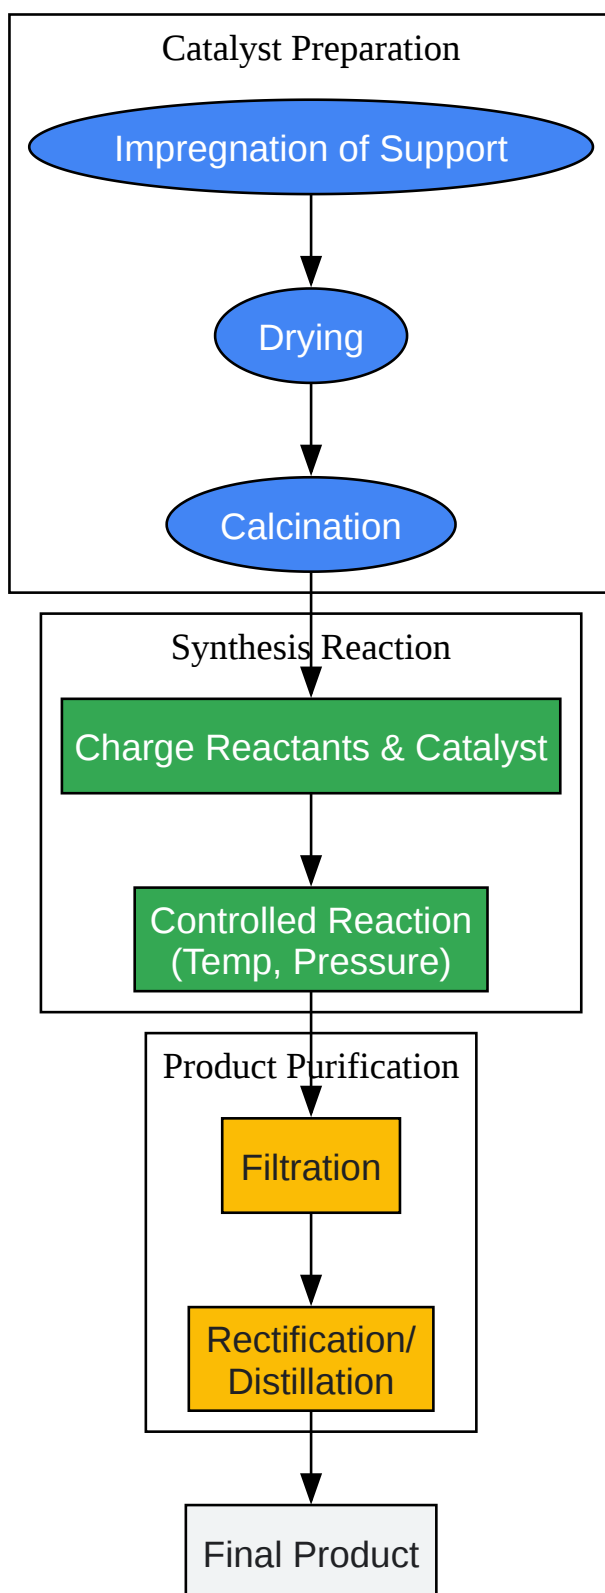 Catalyst Preparation
Impregnation of Support
Drying
Calcination
Synthesis Reaction
Charge Reactants & Catalyst
Controlled Reaction
(Temp, Pressure)
Product Purification
Filtration
Rectification/
Distillation
Final Product